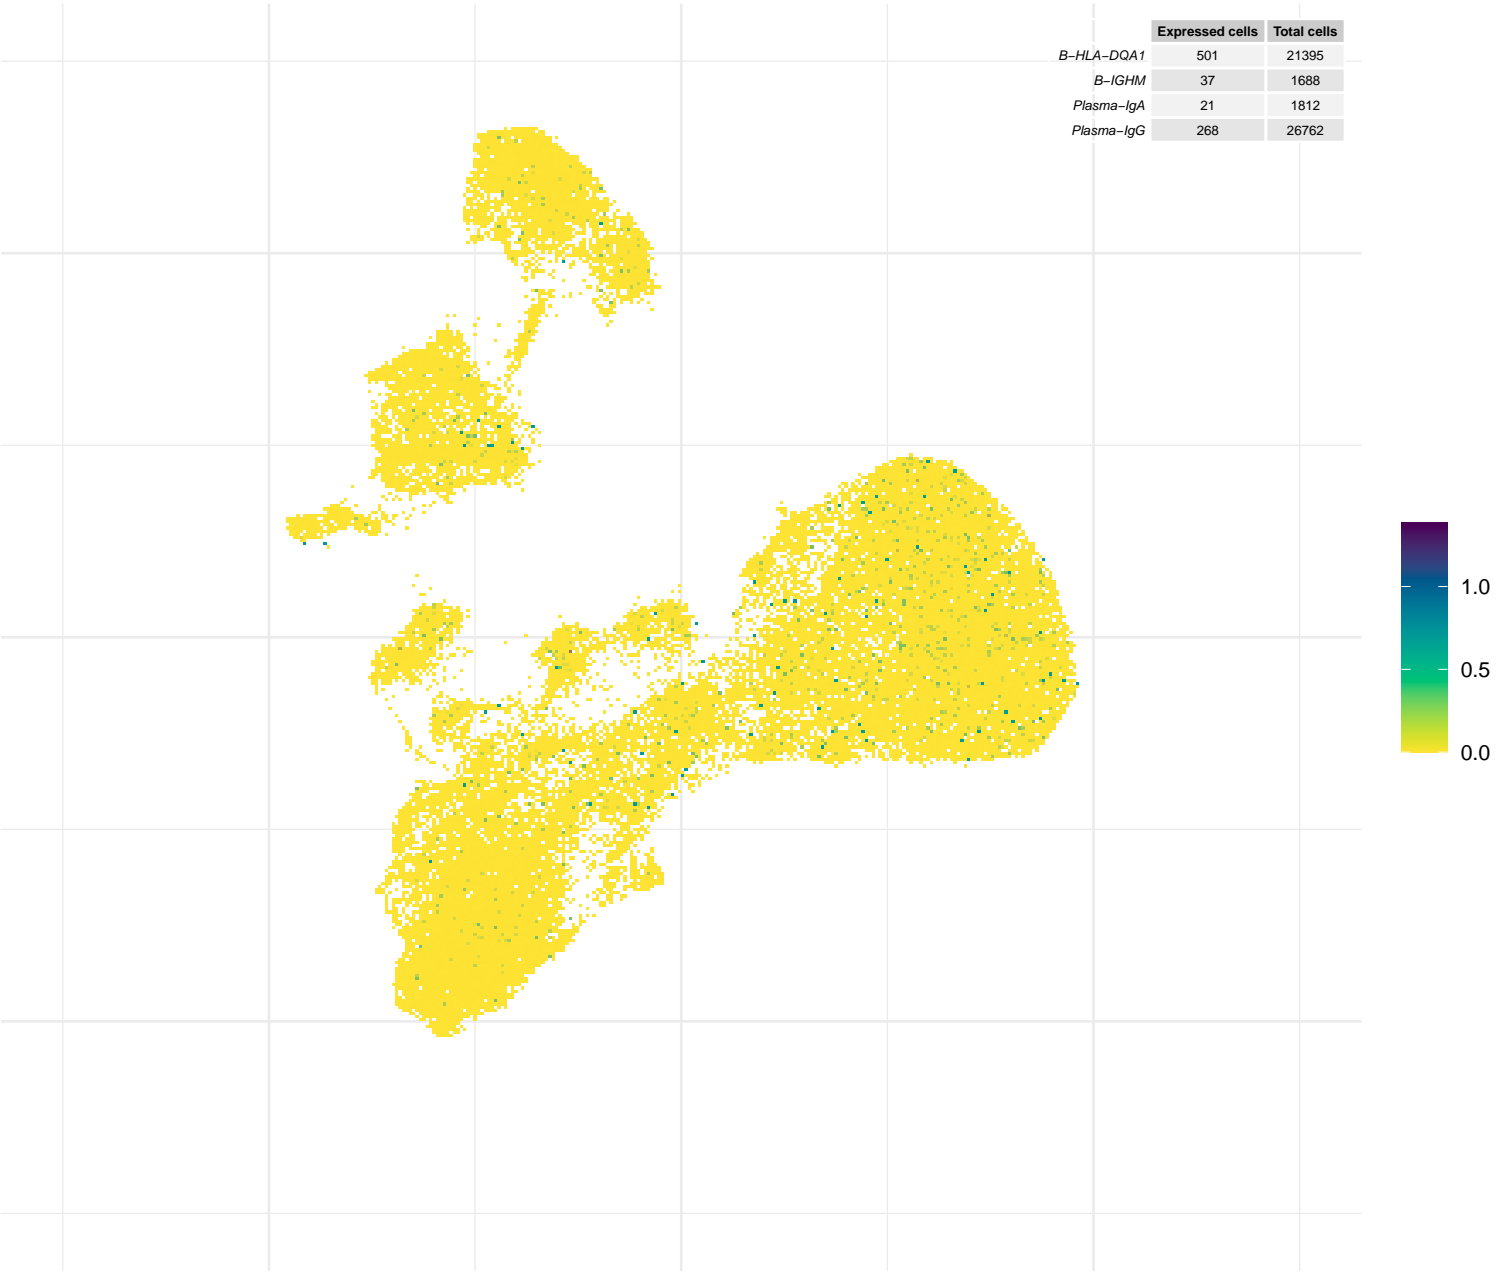 Expressed cells Total cells
B−HLA−DQA1 501 21395
B−IGHM 37 1688
Plasma−IgA 21 1812
Plasma−IgG 268 26762
1.0
0.5
0.0